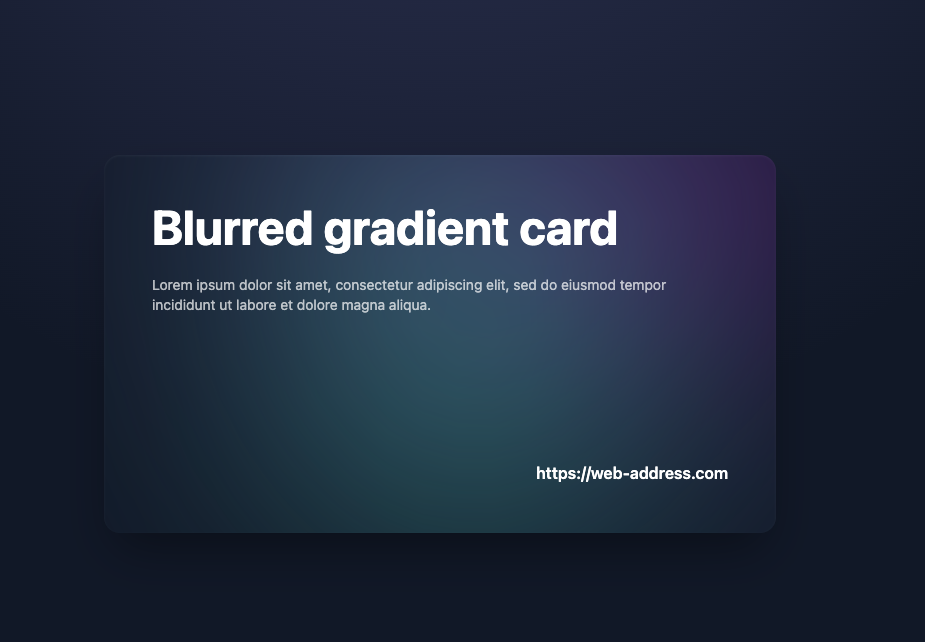 Blurred gradient card
Lorem ipsum dolor sit amet, consectetur adipiscing elit, sed do eiusmod tempor
incididunt ut labore et dolore magna aliqua.
https://web-address.com